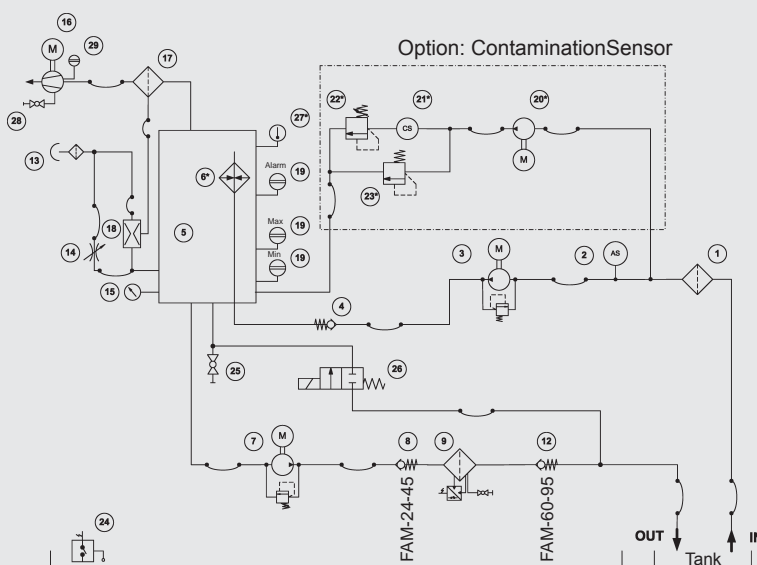 16
M
29
17
28
Option: ContaminationSensor
22*
21*
20*
CS
M
23*
27*
Alarm
19
6*
13
18
5
Max
19
Min
19
14
15
3
M
2
AS
1
4
25
26
7
M
8
9
12
FAM-24-45
FAM-60-95
24
OUT
IN
Tank